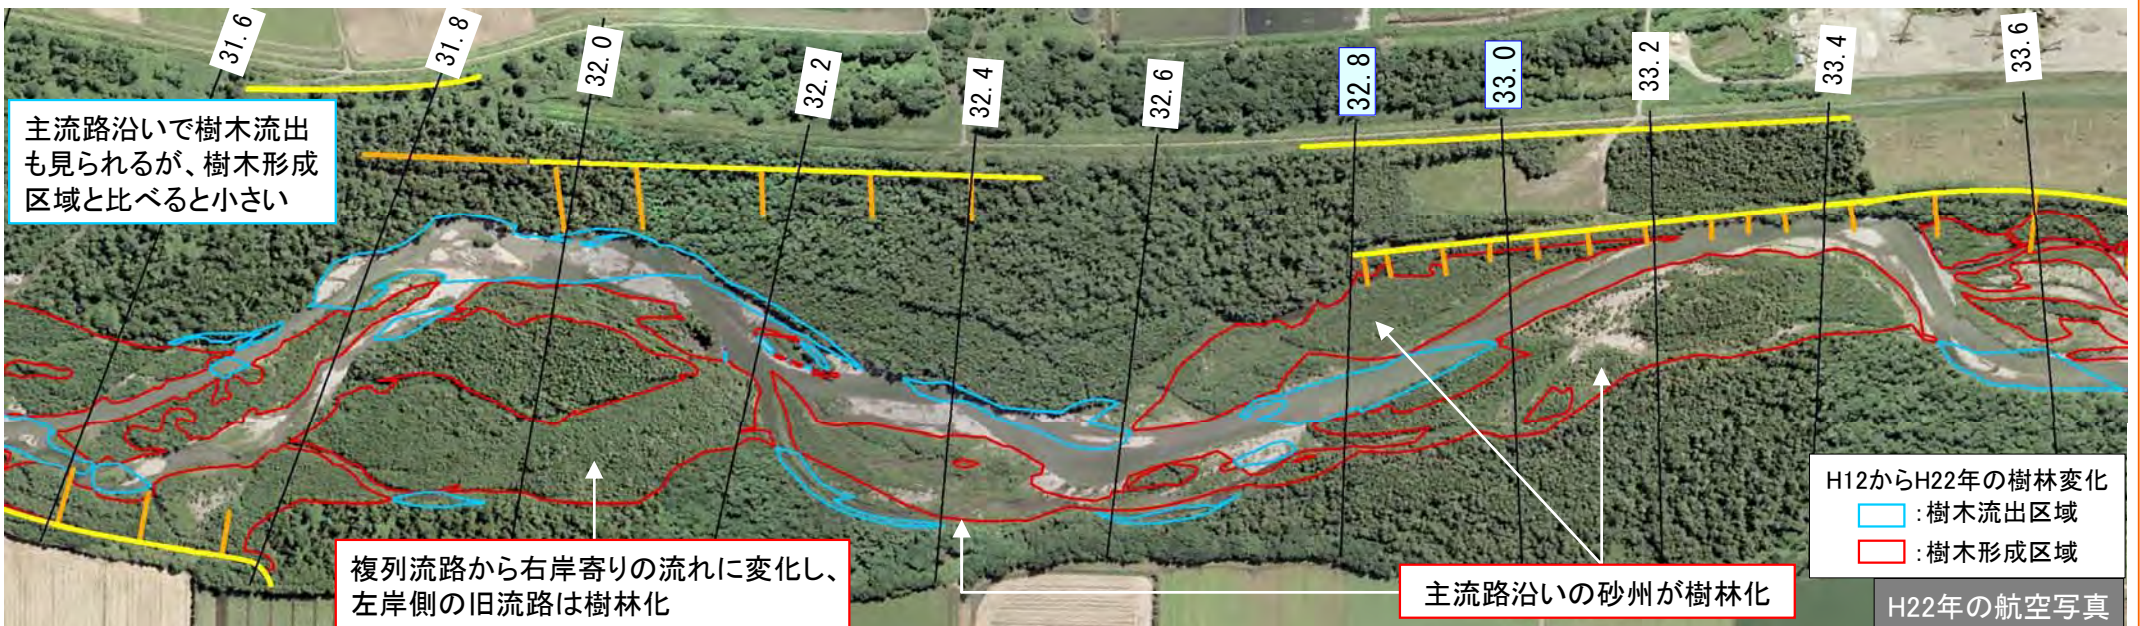 31.6
31.8
32.0
32.2
32.4
32.6
32.8
33.0
33.2
33.4
33.6
主流路沿いで樹木流出
も見られるが、樹木形成
区域と比べると小さい
複列流路から右岸寄りの流れに変化し、
左岸側の旧流路は樹林化
主流路沿いの砂州が樹林化
H12からH22年の樹林変化
：樹木流出区域
：樹木形成区域
H22年の航空写真